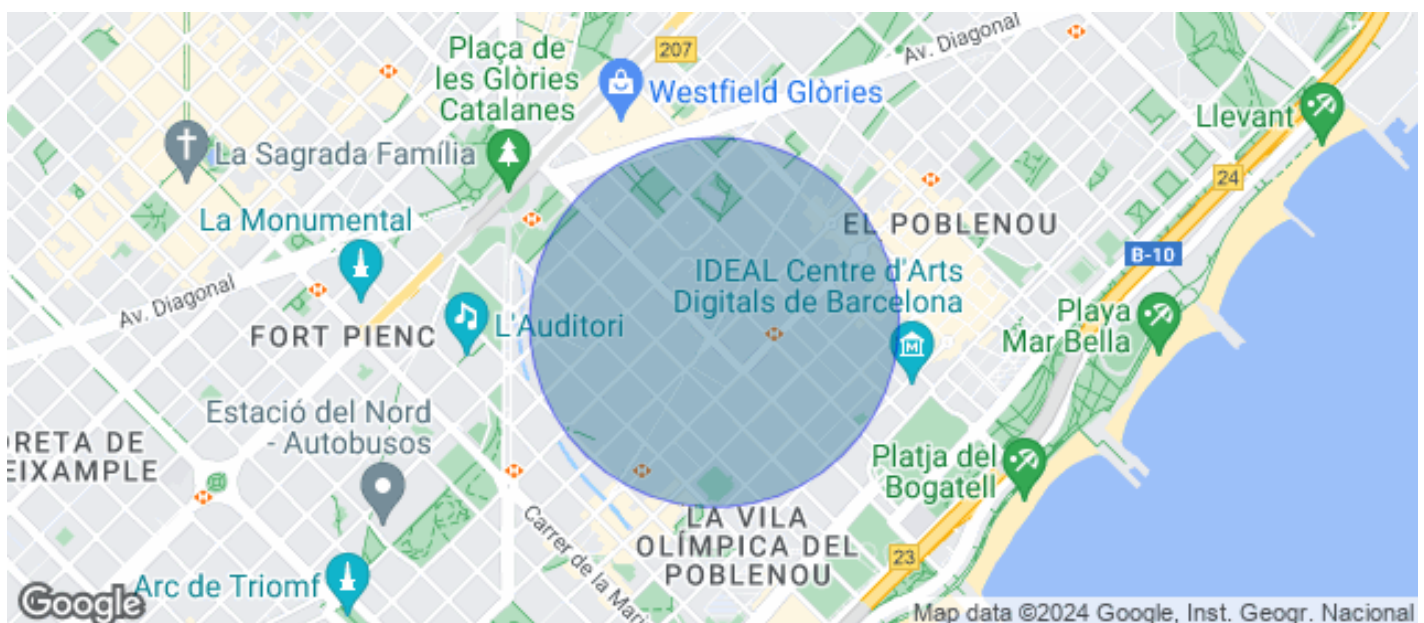 Plaça de
les Glòries
Catalanes
207
Av. Diagonal
Westfield Glòries
Llevant
La Sagrada Família
24
La Monumental
EL POBLENOU
B-10
IDEAL Centre d'Arts
Digitals de Barcelona
Av. Diagonal
L'Auditori
FORT PIENC
Playa
Mar Bella
Estació del Nord
- Autobusos
DRETA DE
EIXAMPLE
Platja del
Bogatell
LA VILA
OLÍMPICA DEL
POBLENOU
Carrer de la Mari
23
Arc de Triomf
Google
Map data ©2024 Google, Inst. Geogr. Nacional